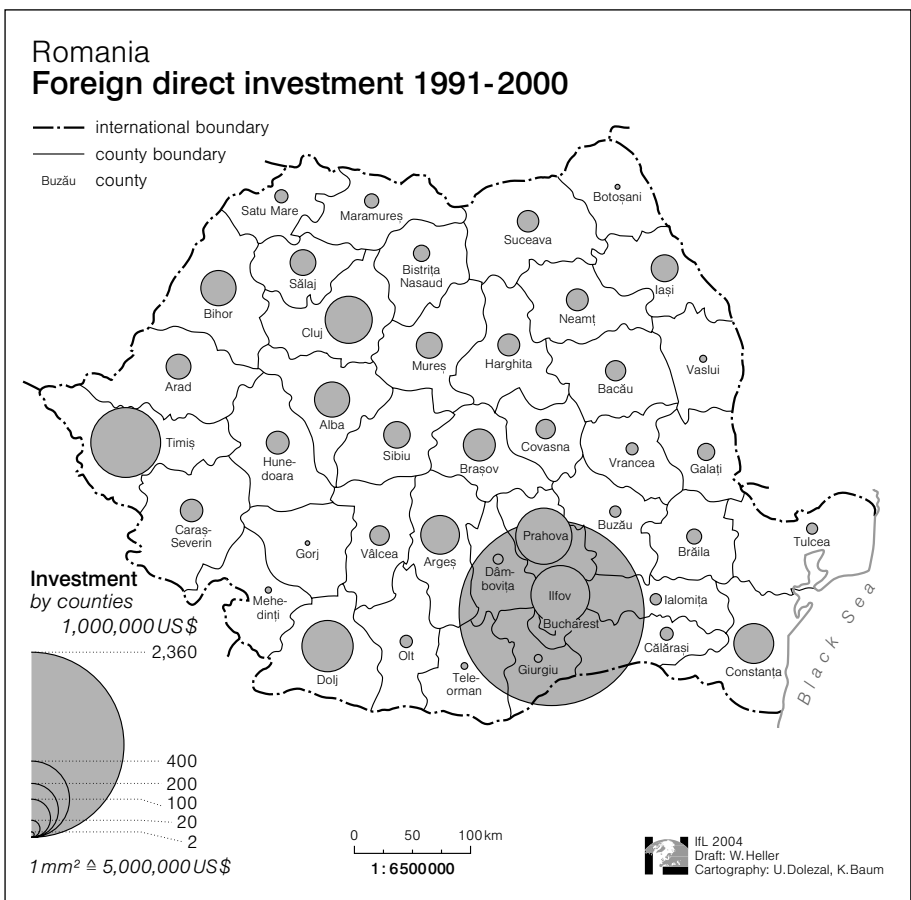 Romania
Foreign direct investment 1991-2000
international boundary
county boundary
Buzău county
Satu Mare
Maramureș
Botoșani
Suceava
Sălaj
Bistrița
Nasaud
Iași
Bihor
Cluj
Neamț
Mureș
Harghita
Vaslui
Arad
Bacău
Alba
Timiș
Hune-
doara
Sibiu
Brașov
Covasna
Vrancea
Galați
Caraș-
Severin
Gorj
Vâlcea
Argeș
Prahova
Buzău
Brăila
Tulcea
Dâm-
bovița
Ilfov
Bucharest
Mehe-
dinți
Ialomița
Călărași
Dolj
Olt
Tele-
orman
Giurgiu
Constanța
Black Sea
Investment
by counties
1,000,000 US$
2,360
400
200
100
20
2
1 mm² ≙ 5,000,000 US$
0 50 100 km
1:6500000
IfL 2004
Draft: W. Heller
Cartography: U. Dolezal, K. Baum